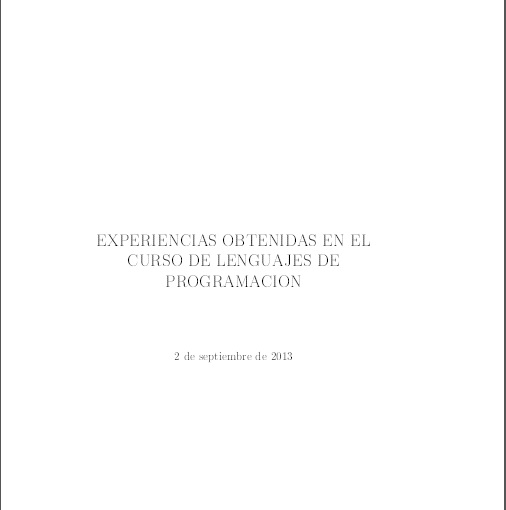 EXPERIENCIAS OBTENIDAS EN EL
CURSO DE LENGUAJES DE
PROGRAMACION
2 de septiembre de 2013